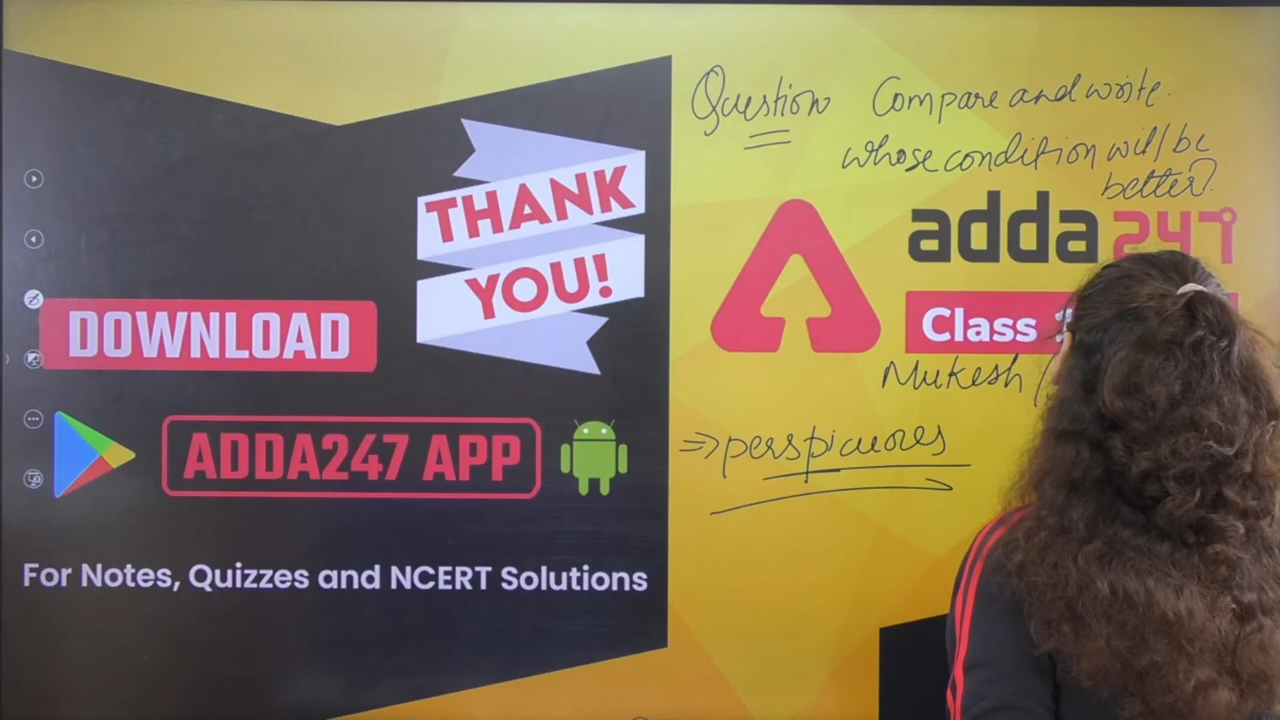 THANK
YOU!
DOWNLOAD
ADDA247 APP
For Notes, Quizzes and NCERT Solutions
Question Compare and write.
whose condition will be
better?
adda 247
Class
Mukesh
⇒ perspicuous